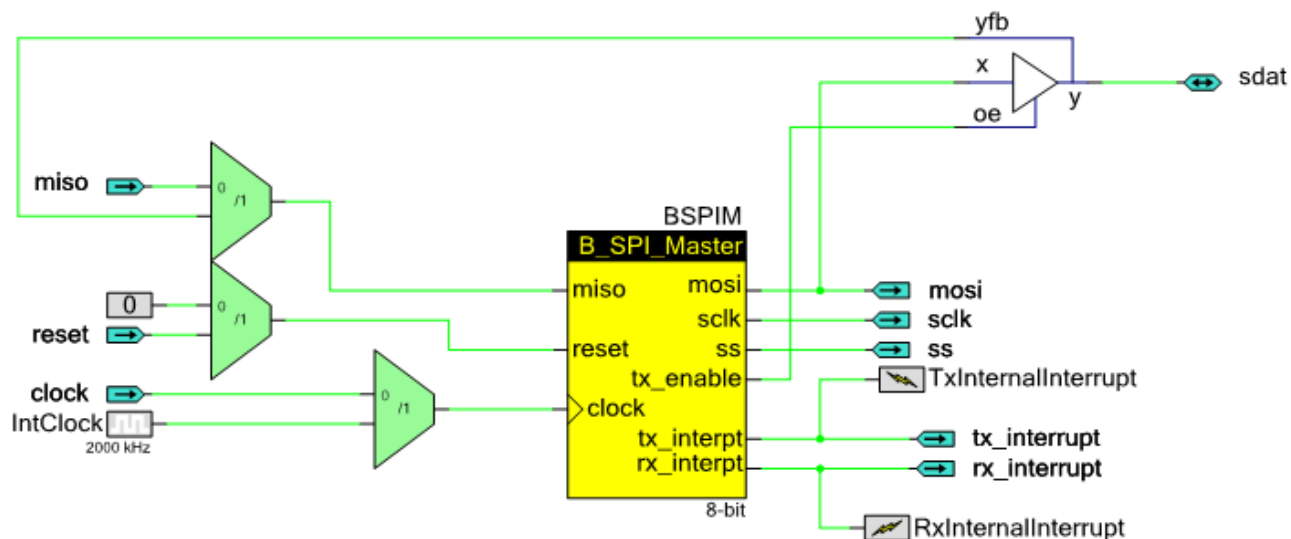 yfb
x
y
oe
sdat
miso
0
/1
0
0
/1
reset
clock
0
/1
IntClock
2000 kHz
BSPIM
B_SPI_Master
miso
mosi
sclk
reset
ss
tx_enable
clock
tx_interpt
rx_interpt
8-bit
mosi
sclk
ss
TxInternalInterrupt
tx_interrupt
rx_interrupt
RxInternalInterrupt